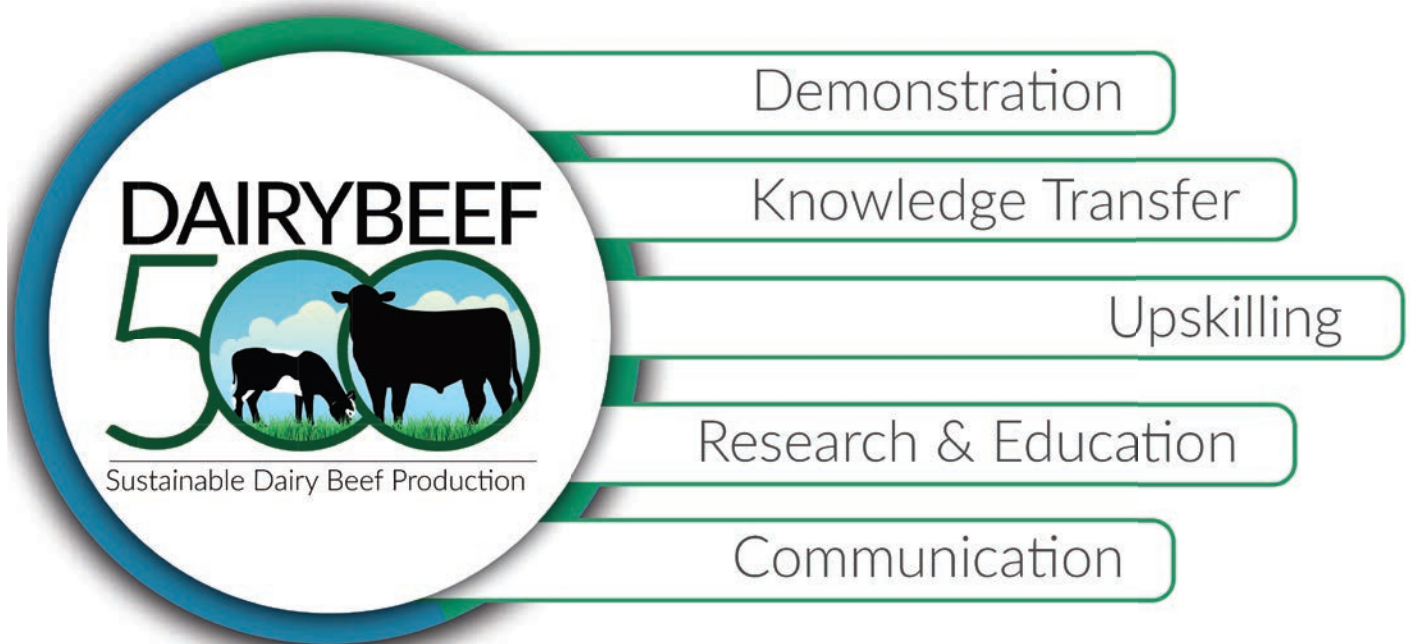 DAIRYBEEF
500
Sustainable Dairy Beef Production
Demonstration
Knowledge Transfer
Upskilling
Research & Education
Communication